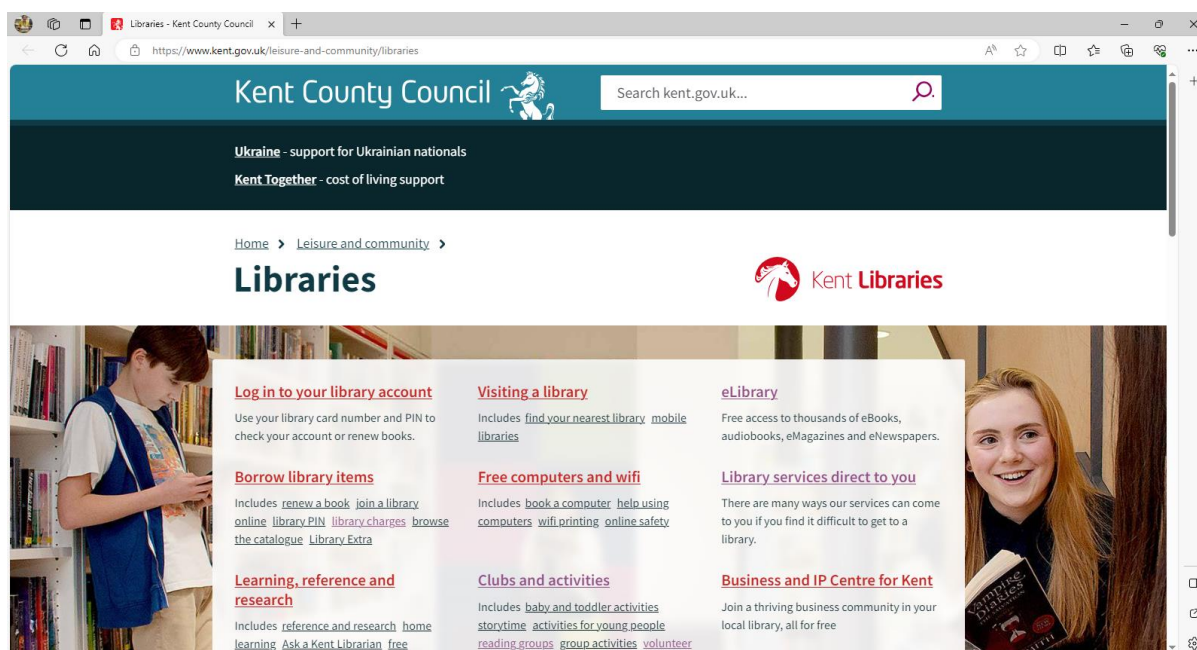 Libraries - Kent County Council
https://www.kent.gov.uk/leisure-and-community/libraries
Kent County Council
Search kent.gov.uk...
Ukraine - support for Ukrainian nationals
Kent Together - cost of living support
Home > Leisure and community >
Libraries
Kent Libraries
Log in to your library account
Use your library card number and PIN to
check your account or renew books.
Visiting a library
Includes find your nearest library mobile
libraries
eLibrary
Free access to thousands of eBooks,
audiobooks, eMagazines and eNewspapers.
Borrow library items
Includes renew a book join a library
online library PIN library charges browse
the catalogue Library Extra
Free computers and wifi
Includes book a computer help using
computers wifi printing online safety
Library services direct to you
There are many ways our services can come
to you if you find it difficult to get to a
library.
Learning, reference and
research
Includes reference and research home
learning Ask a Kent Librarian free
Clubs and activities
Includes baby and toddler activities
storytime activities for young people
reading groups group activities volunteer
Business and IP Centre for Kent
Join a thriving business community in your
local library, all for free
Vampire
Diaries